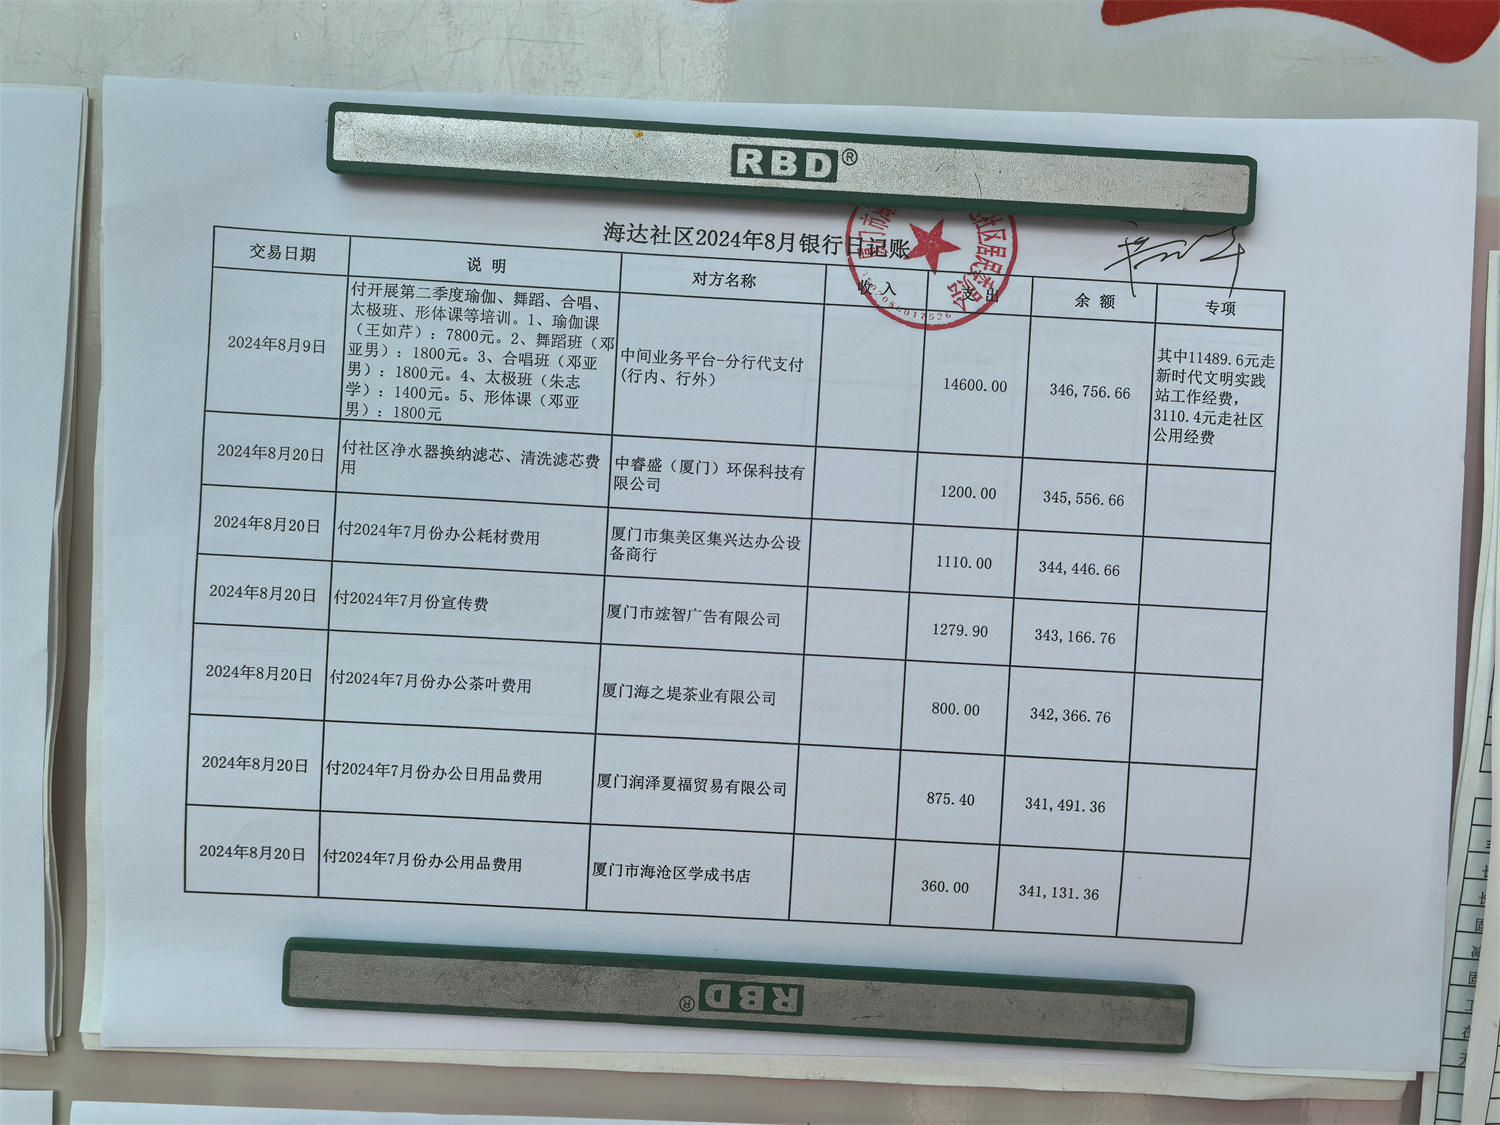 RBD®
海达社区2024年8月银行日记账
交易日期 说 明 对方名称 收 入 支 出 余 额 专项
2024年8月9日
付开展第二季度瑜伽、舞蹈、合唱、
太极班、形体课等培训。1、瑜伽课
（王如芹）：7800元。2、舞蹈班（邓
亚男）：1800元。3、合唱班（邓亚
男）：1800元。4、太极班（朱志
学）：1400元。5、形体课（邓亚
男）：1800元
中间业务平台-分行代支付
(行内、行外)
14600.00
346,756.66
其中11489.6元走
新时代文明实践
站工作经费，
3110.4元走社区
公用经费
2024年8月20日
付社区净水器换纳滤芯、清洗滤芯费
用
中睿盛（厦门）环保科技有
限公司
1200.00
345,556.66
2024年8月20日
付2024年7月份办公耗材费用
厦门市集美区集兴达办公设
备商行
1110.00
344,446.66
2024年8月20日
付2024年7月份宣传费
厦门市竤智广告有限公司
1279.90
343,166.76
2024年8月20日
付2024年7月份办公茶叶费用
厦门海之堤茶业有限公司
800.00
342,366.76
2024年8月20日
付2024年7月份办公日用品费用
厦门润泽夏福贸易有限公司
875.40
341,491.36
2024年8月20日
付2024年7月份办公用品费用
厦门市海沧区学成书店
360.00
341,131.36
RBD®